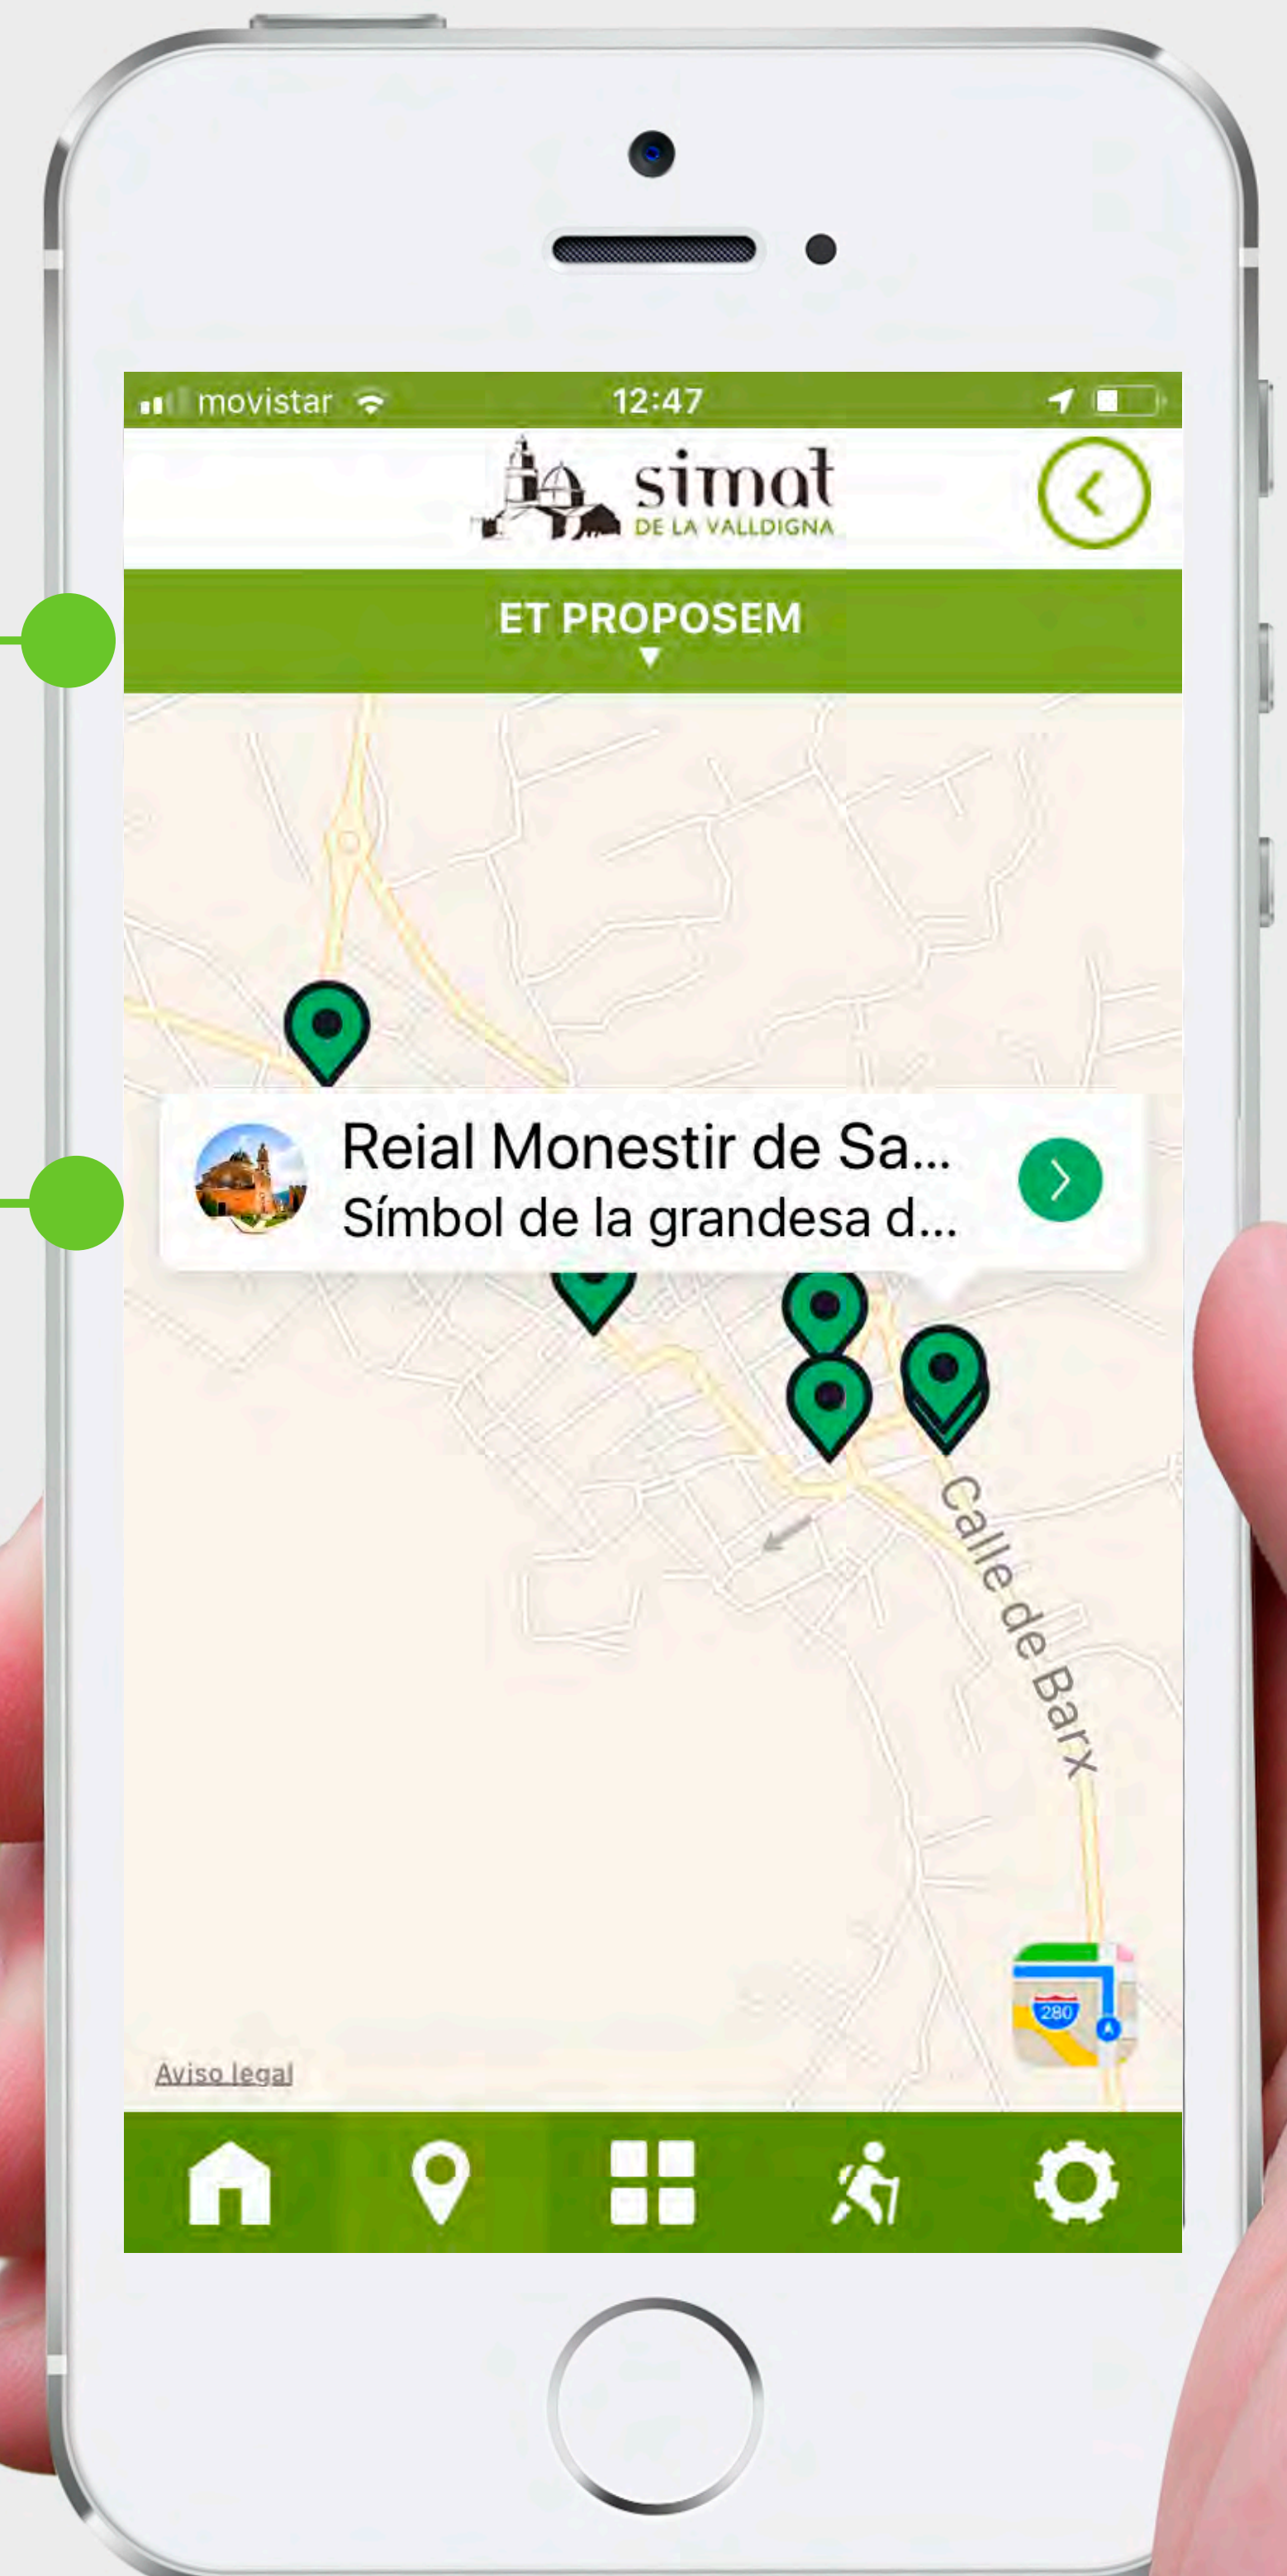 movistar 12:47
simat
DE LA VALLDIGNA
ET PROPOSEM
Reial Monestir de Sa...
Símbol de la grandesa d...
Calle de Barx
280
Aviso legal